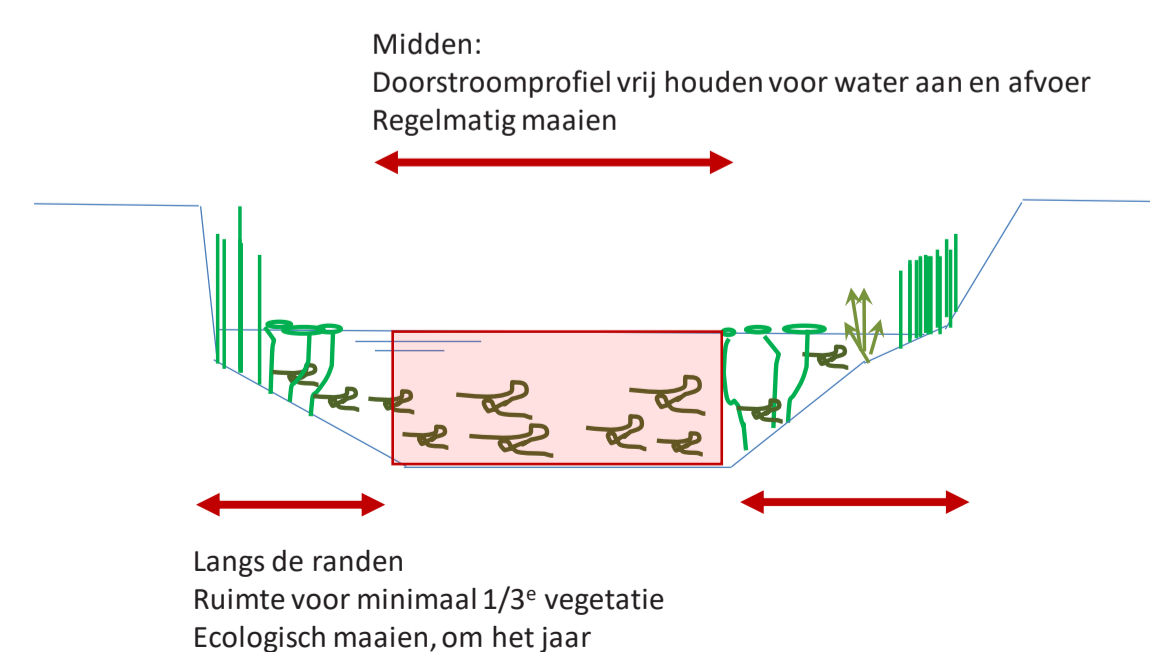 Midden:
Doorstroomprofiel vrij houden voor water aan en afvoer
Regelmatig maaien
Langs de randen
Ruimte voor minimaal 1/3e vegetatie
Ecologisch maaien, om het jaar